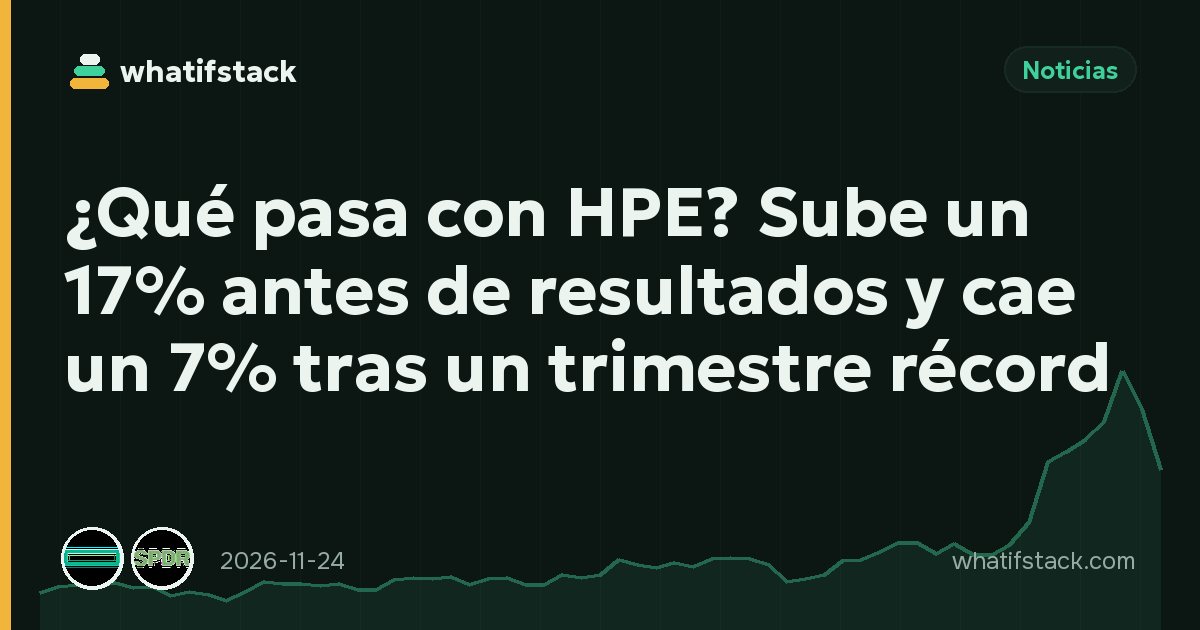 whatifstack
Noticias
¿Qué pasa con HPE? Sube un
17% antes de resultados y cae
un 7% tras un trimestre récord
SPDR
2026-11-24
whatifstack.com